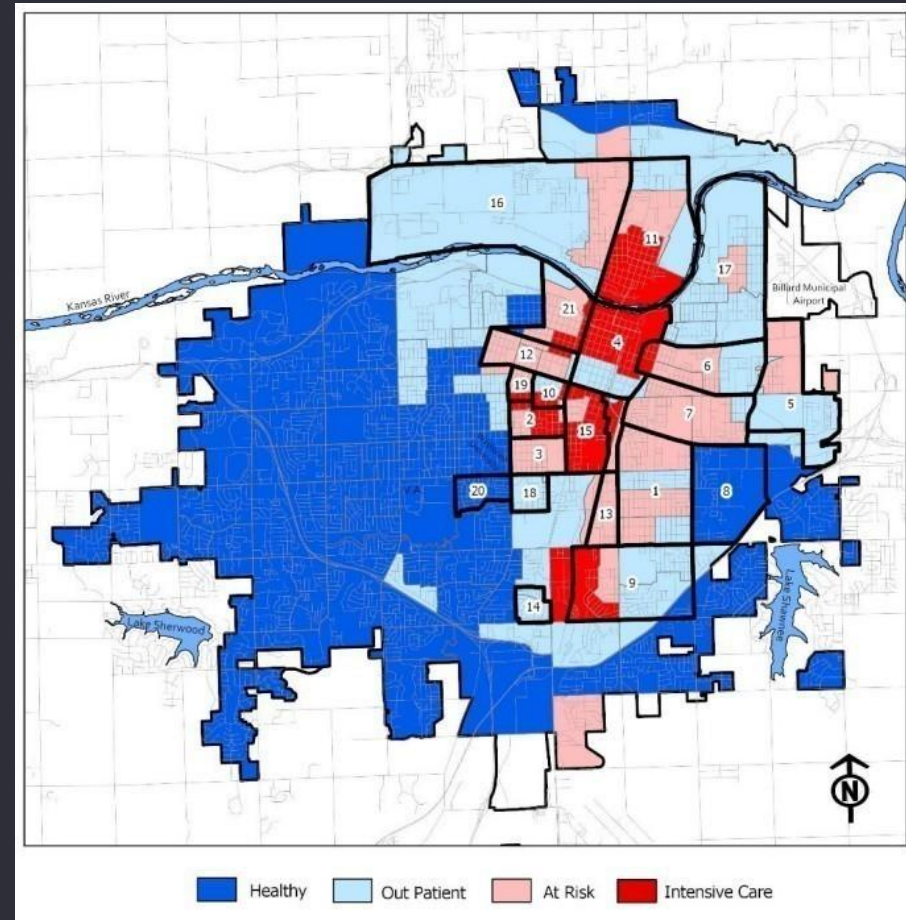 16
11
17
Kansas River
Billard Municipal
Airport
21
4
12
6
19
10
5
7
2
15
3
20
18
1
8
13
9
14
Lake Sherwood
Lake Shawnee
N
Healthy
Out Patient
At Risk
Intensive Care